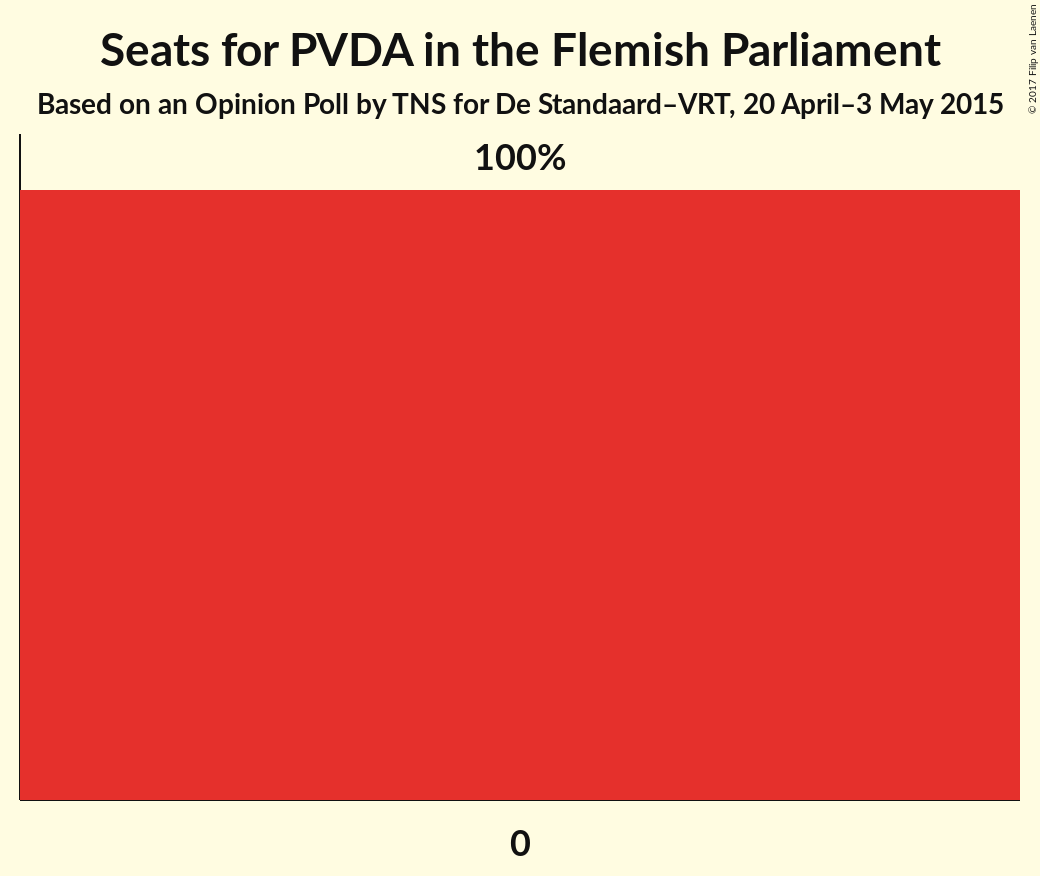 Seats for PVDA in the Flemish Parliament
Based on an Opinion Poll by TNS for De Standaard–VRT, 20 April–3 May 2015
© 2017 Filip van Laenen
100%
0